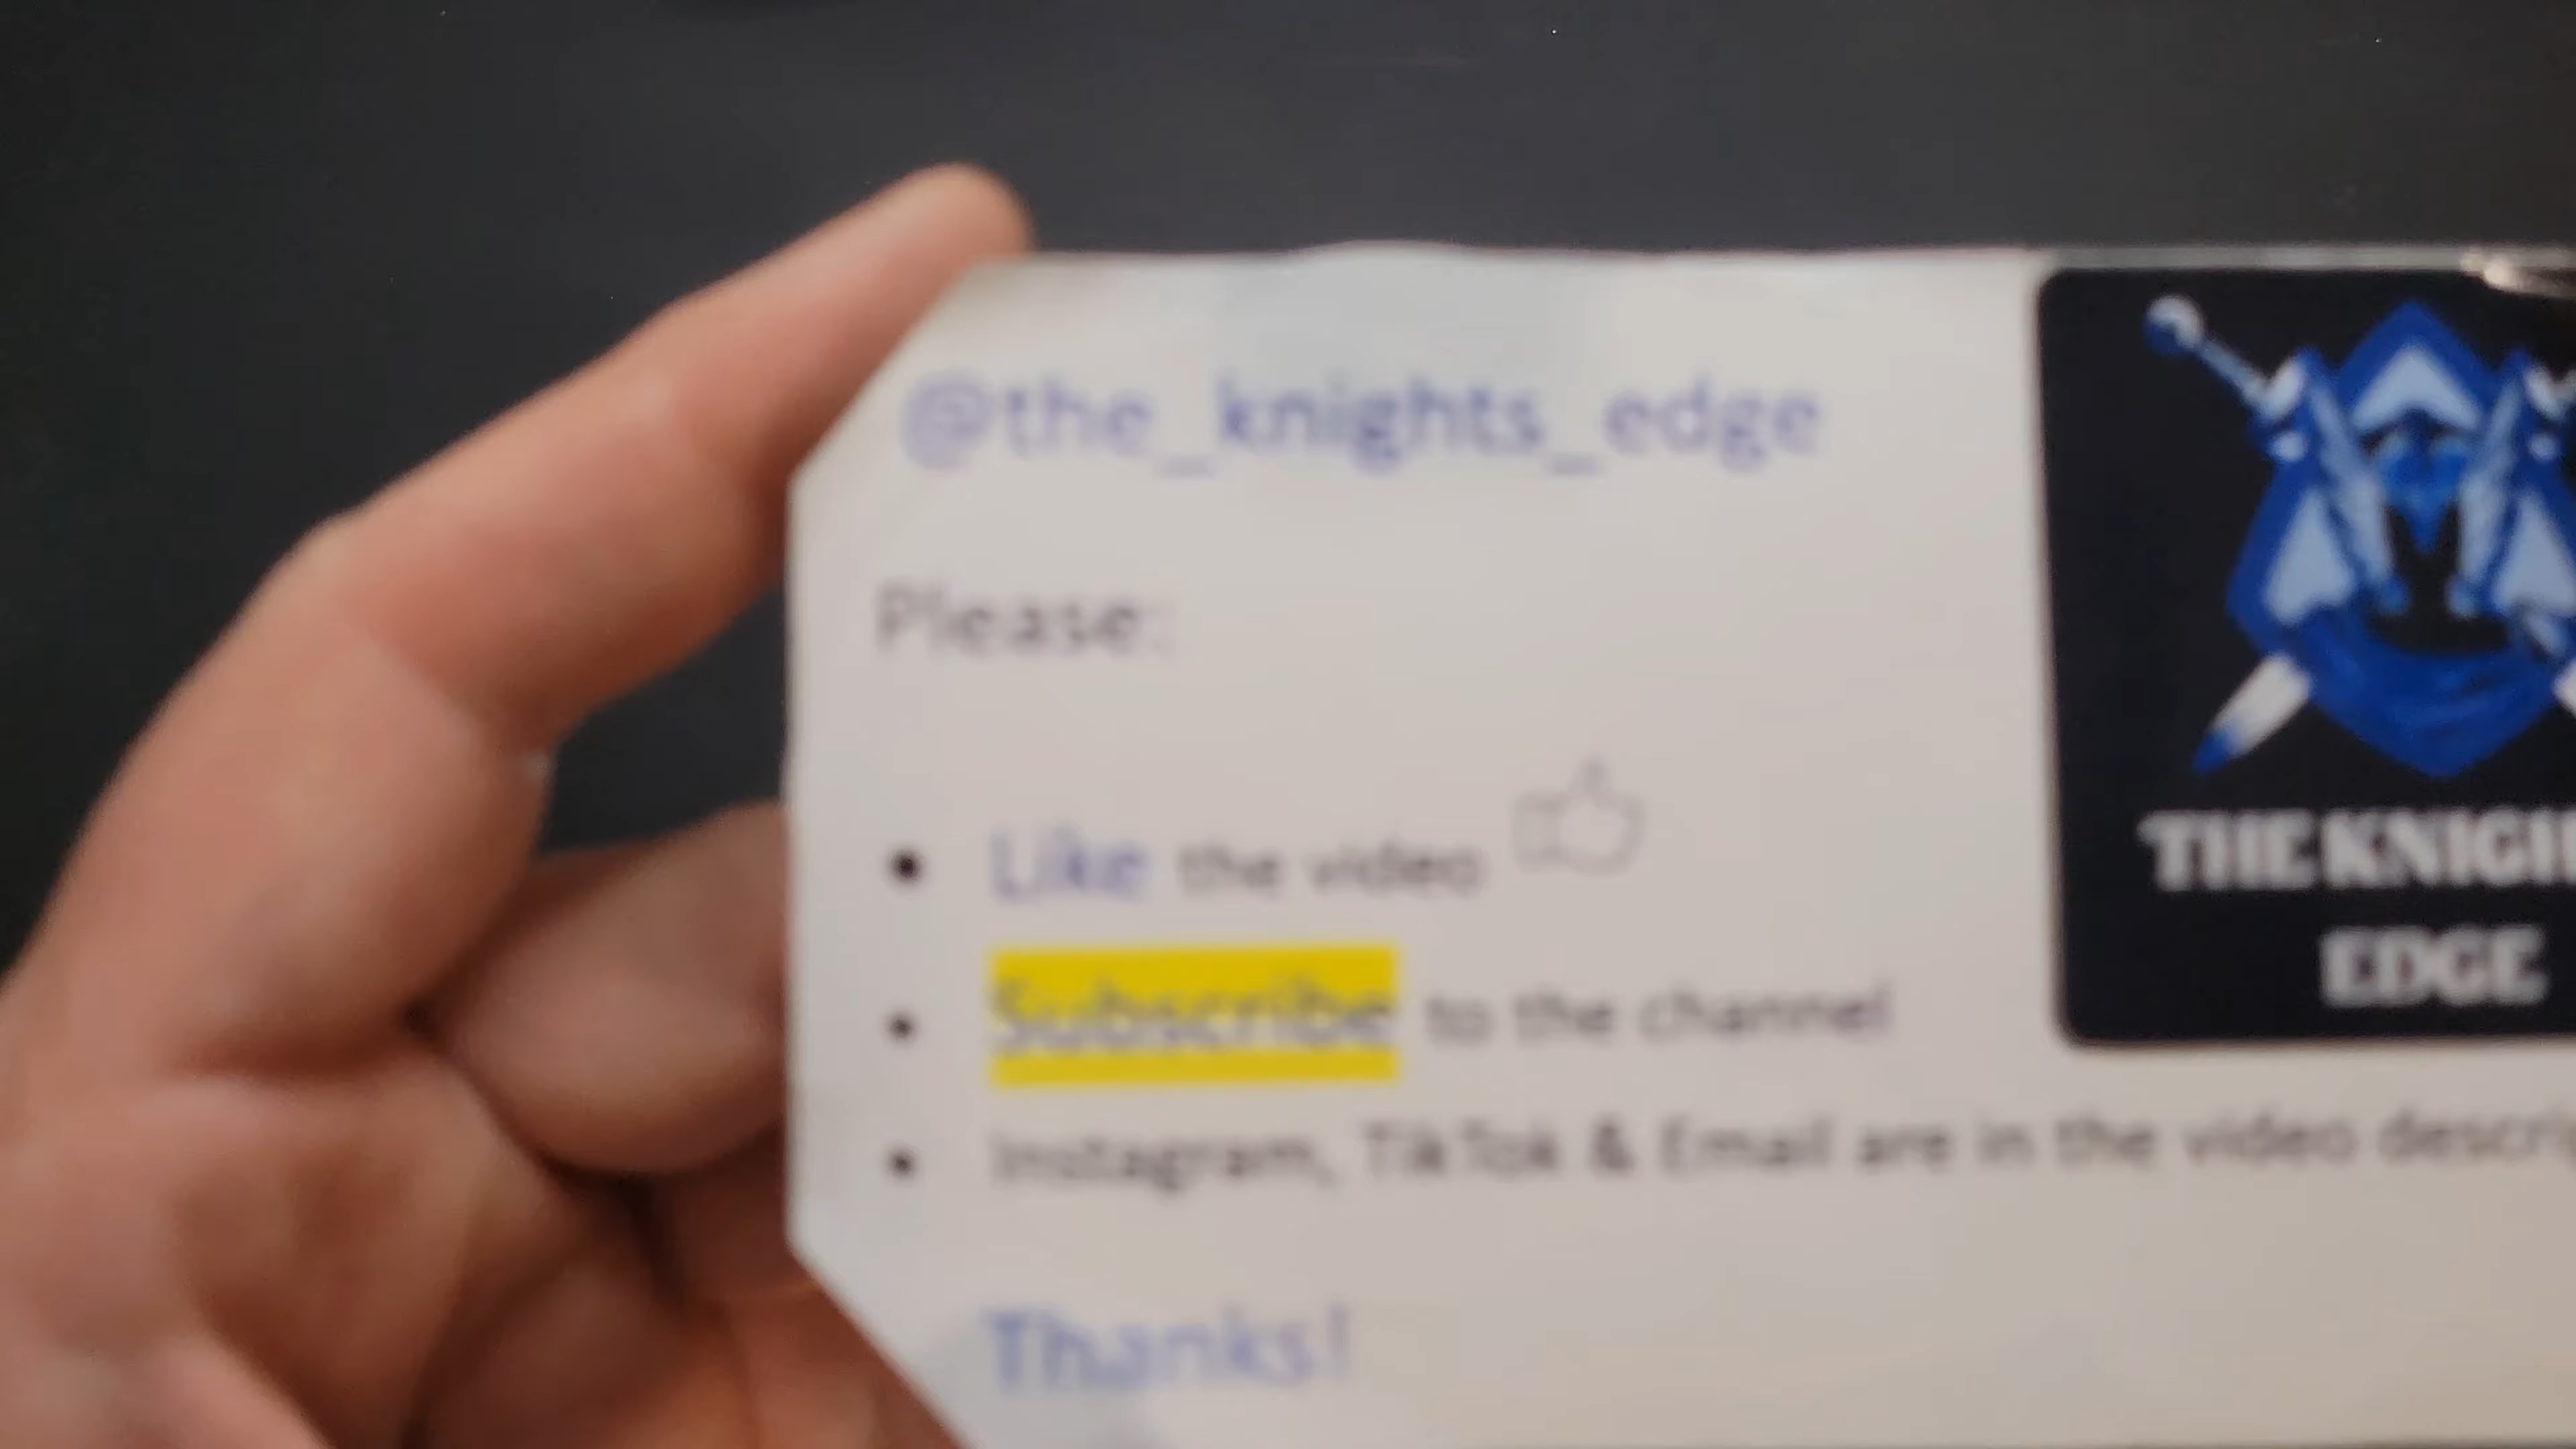 @the_knights_edge
Please:
Like the video
Subscribe to the channel
Instagram, TikTok & Email are in the video descri
Thanks!
THE KNIGH
EDGE